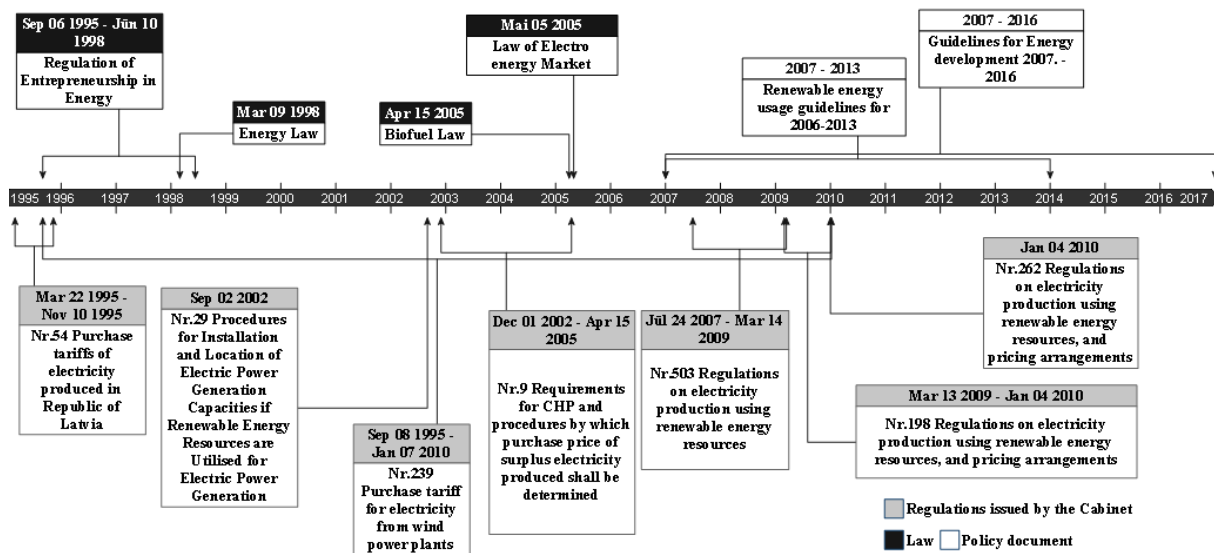 Sep 06 1995 - Jün 10
1998
Regulation of
Entrepreneurship in
Energy
Mar 09 1998
Energy Law
Apr 15 2005
Biofuel Law
Mai 05 2005
Law of Electro
energy Market
2007 - 2013
Renewable energy
usage guidelines for
2006-2013
2007 - 2016
Guidelines for Energy
development 2007. -
- 2016
1995 1996 1997 1998 1999 2000 2001 2002 2003 2004 2005 2006 2007 2008 2009 2010 2011 2012 2013 2014 2015 2016 2017
Mar 22 1995 -
Nov 10 1995
Nr.54 Purchase
tariffs of
electricity
produced in
Republic of
Latvia
Sep 02 2002
Nr.29 Procedures
for Installation
and Location of
Electric Power
Generation
Capacities if
Renewable Energy
Resources are
Utilised for
Electric Power
Generation
Sep 08 1995 -
Jan 07 2010
Nr.239
Purchase tariff
for electricity
from wind
power plants
Dec 01 2002 - Apr 15
2005
Nr.9 Requirements
for CHP and
procedures by which
purchase price of
surplus electricity
produced shall be
determined
Jül 24 2007 - Mar 14
2009
Nr.503 Regulations
on electricity
production using
renewable energy
resources
Jan 04 2010
Nr.262 Regulations
on electricity
production using
renewable energy
resources, and
pricing arrangements
Mar 13 2009 - Jan 04 2010
Nr.198 Regulations on electricity
production using renewable energy
resources, and pricing arrangements
Regulations issued by the Cabinet
Law Policy document